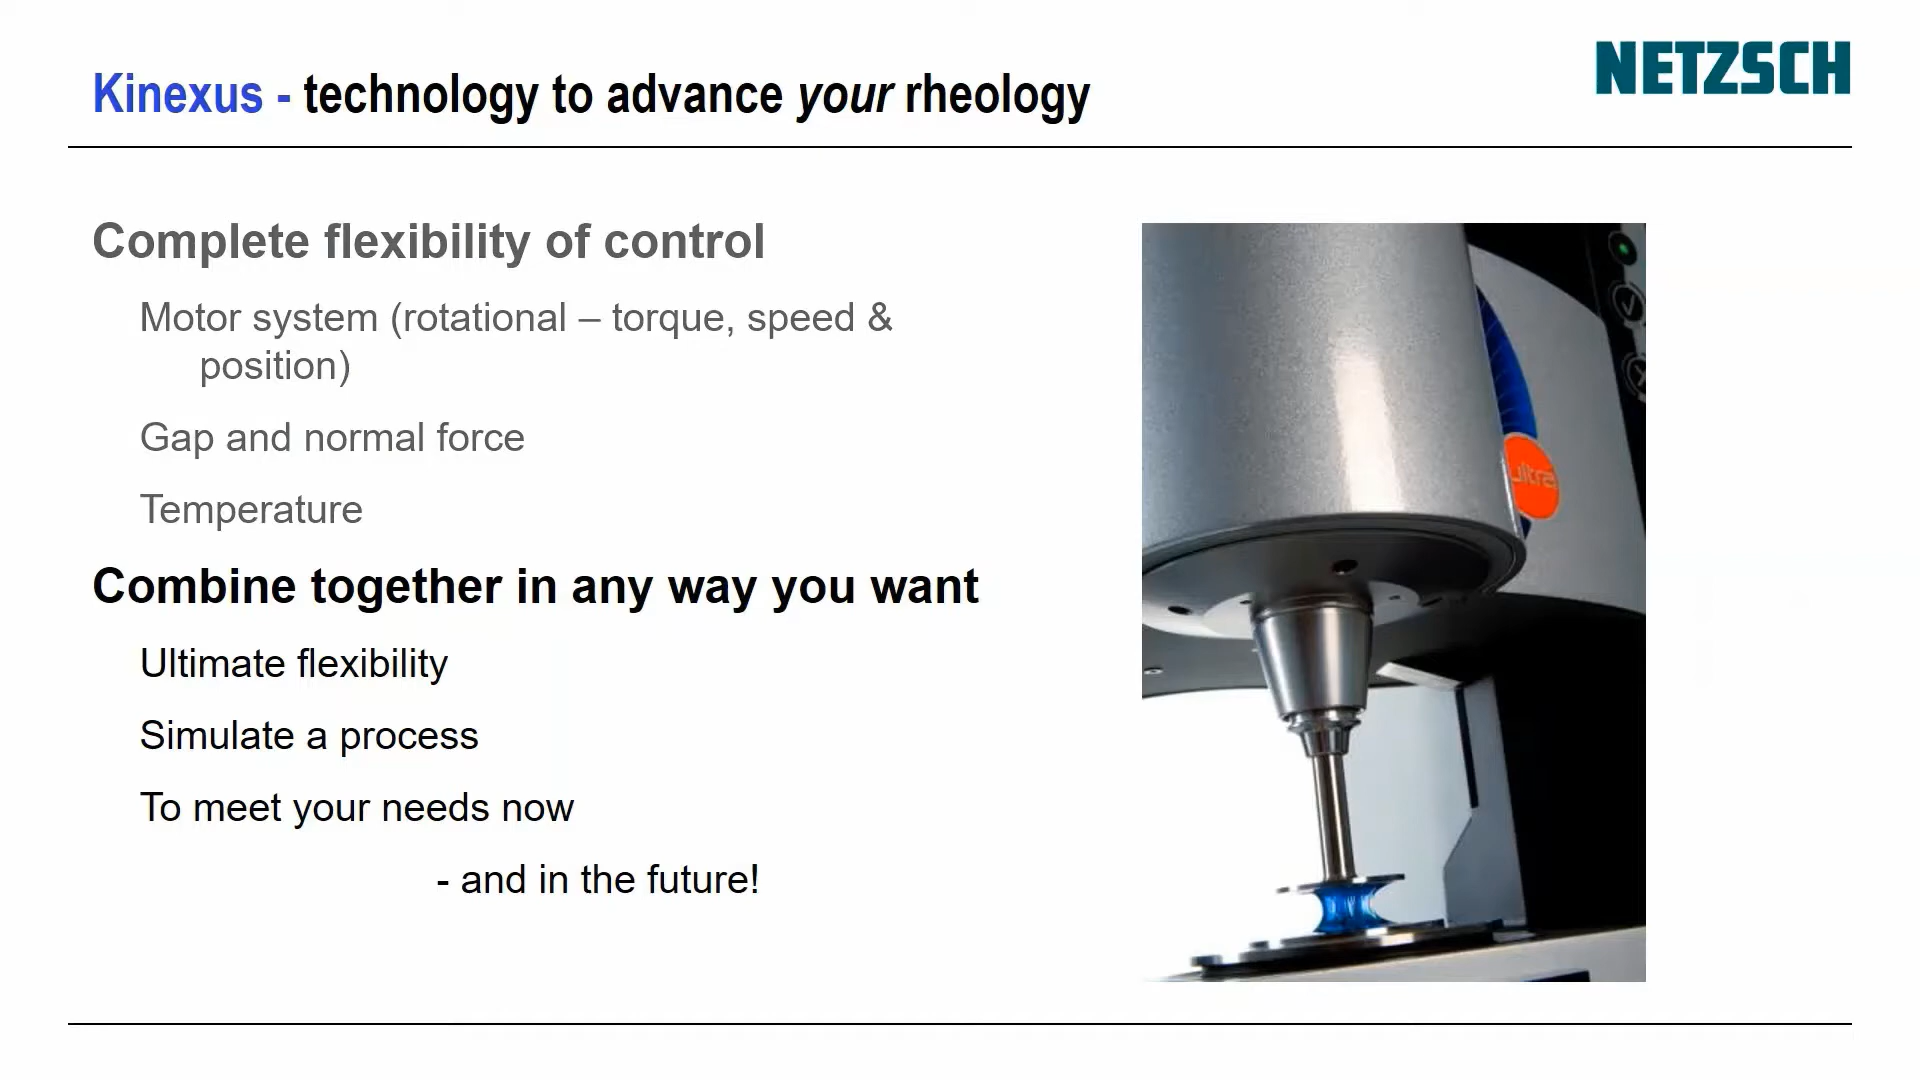 Kinexus - technology to advance your rheology
NETZSCH
Complete flexibility of control
Motor system (rotational – torque, speed &
position)
Gap and normal force
Temperature
Combine together in any way you want
Ultimate flexibility
Simulate a process
To meet your needs now
- and in the future!
ultra